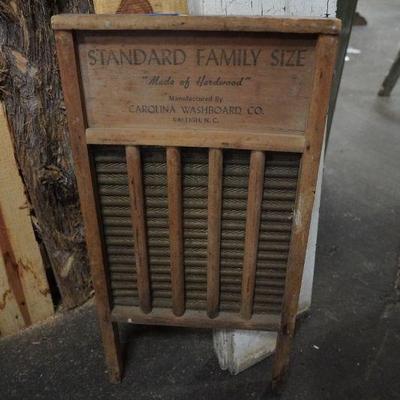 STANDARD FAMILY SIZE
"Made of Hardwood"
Manufactured By
CAROLINA WASHBOARD CO.
RALEIGH, N.C.